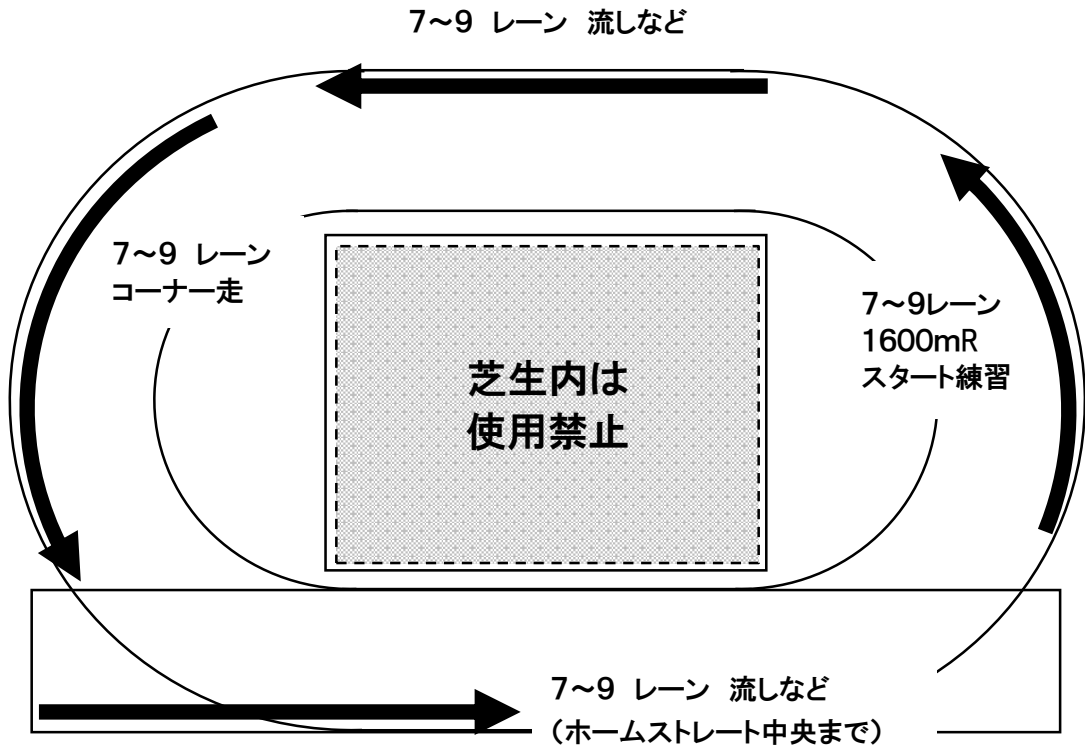 7~9 レーン 流しなど
7~9 レーン
コーナー走
7~9レーン
1600mR
スタート練習
芝生内は
使用禁止
7~9 レーン 流しなど
(ホームストレート中央まで)